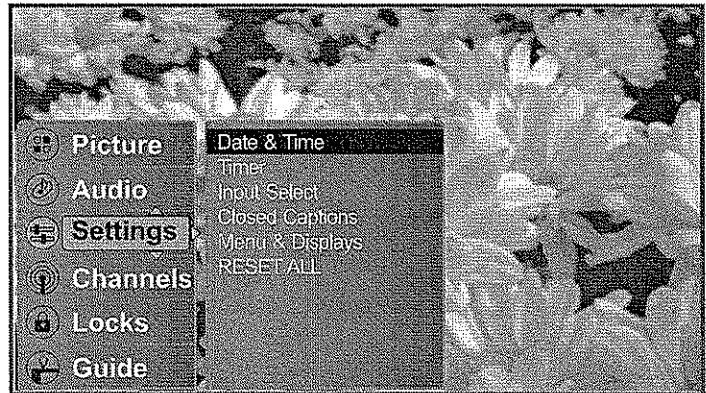 Picture
Audio
Settings
Channels
Locks
Guide
Date & Time
Timer
Input Select
Closed Captions
Menu & Displays
RESET ALL